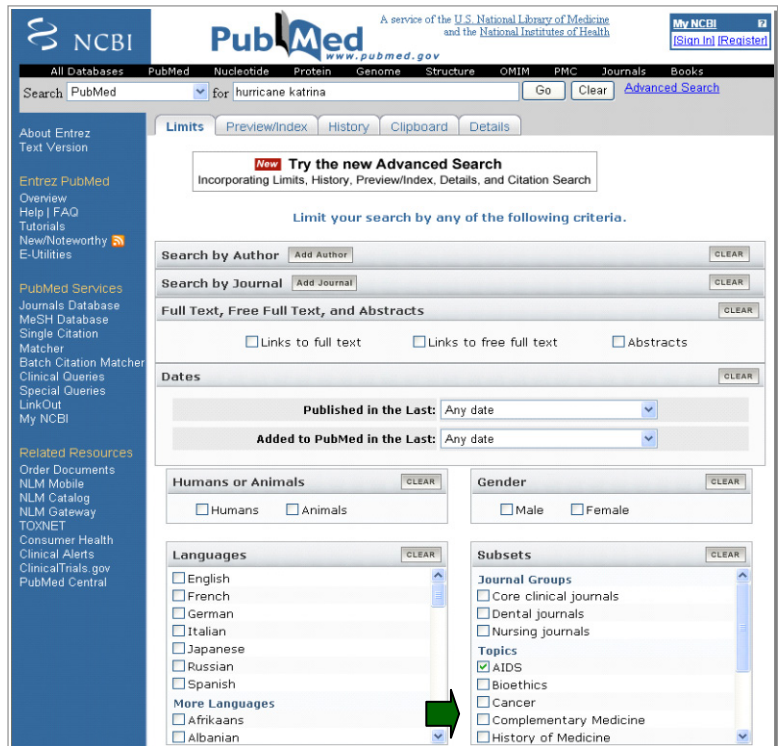 NCBI
PubMed
www.pubmed.gov
A service of the U.S. National Library of Medicine
and the National Institutes of Health
My NCBI ?
[Sign In] [Register]
All Databases PubMed Nucleotide Protein Genome Structure OMIM PMC Journals Books
Search PubMed for hurricane katrina Go Clear Advanced Search
About Entrez
Text Version
Entrez PubMed
Overview
Help | FAQ
Tutorials
New/Noteworthy
E-Utilities
PubMed Services
Journals Database
MeSH Database
Single Citation
Matcher
Batch Citation Matcher
Clinical Queries
Special Queries
LinkOut
My NCBI
Related Resources
Order Documents
NLM Mobile
NLM Catalog
NLM Gateway
TOXNET
Consumer Health
Clinical Alerts
ClinicalTrials.gov
PubMed Central
Limits Preview/Index History Clipboard Details
New Try the new Advanced Search
Incorporating Limits, History, Preview/Index, Details, and Citation Search
Limit your search by any of the following criteria.
Search by Author Add Author CLEAR
Search by Journal Add Journal CLEAR
Full Text, Free Full Text, and Abstracts CLEAR
Links to full text Links to free full text Abstracts
Dates CLEAR
Published in the Last: Any date
Added to PubMed in the Last: Any date
Humans or Animals CLEAR
Humans Animals
Gender CLEAR
Male Female
Languages CLEAR
English
French
German
Italian
Japanese
Russian
Spanish
More Languages
Afrikaans
Albanian
Subsets CLEAR
Journal Groups
Core clinical journals
Dental journals
Nursing journals
Topics
AIDS
Bioethics
Cancer
Complementary Medicine
History of Medicine